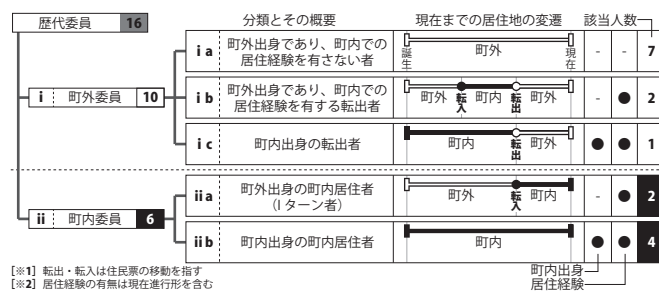 分類とその概要 現在までの居住地の変遷 該当人数
歴代委員 16
i a 町外出身であり、町内での
居住経験を有さない者
誕生 町外 現在
- - 7
i 町外委員 10
i b 町外出身であり、町内での
居住経験を有する転出者
町外 転入 町内 転出 町外
- ● 2
i c 町内出身の転出者
町内 転出 町外
● ● 1
ii 町内委員 6
ii a 町外出身の町内居住者
(Iターン者)
町外 転入 町内
- ● 2
ii b 町内出身の町内居住者
町内
● ● 4
[※1] 転出・転入は住民票の移動を指す
[※2] 居住経験の有無は現在進行形を含む
町内出身
居住経験